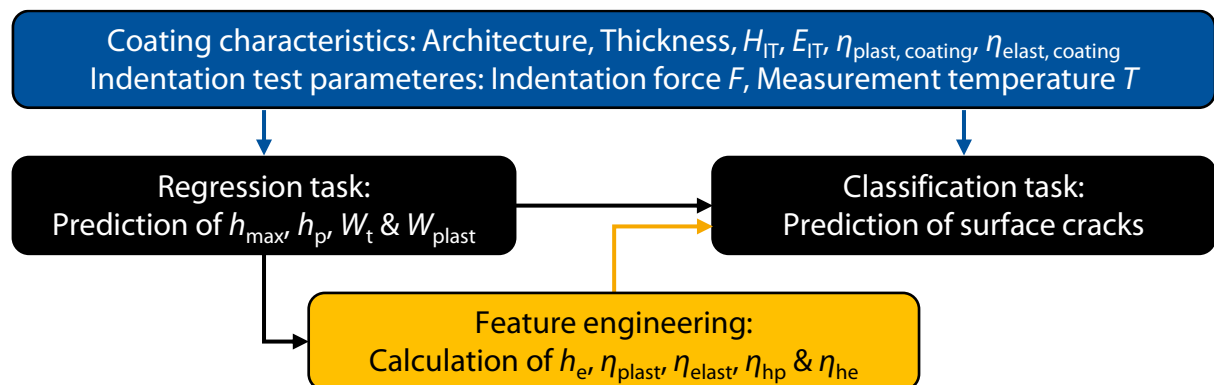 Coating characteristics: Architecture, Thickness, H_IT, E_IT, η_plast, coating, η_elast, coating
Indentation test parameteres: Indentation force F, Measurement temperature T
Regression task:
Prediction of h_max, h_p, W_t & W_plast
Classification task:
Prediction of surface cracks
Feature engineering:
Calculation of h_e, η_plast, η_elast, η_hp & η_he